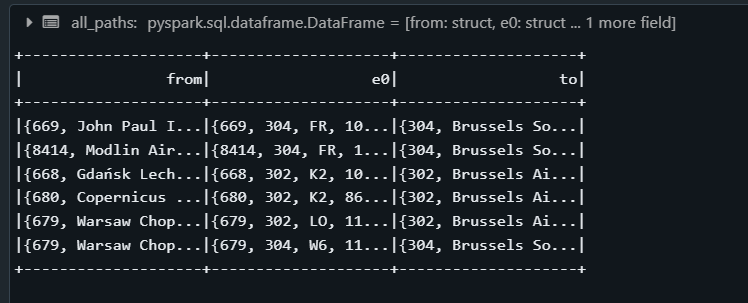 all_paths: pyspark.sql.dataframe.DataFrame = [from: struct, e0: struct ... 1 more field]
+--------------------+--------------------+--------------------+
|                from|                  e0|                  to|
+--------------------+--------------------+--------------------+
|{669, John Paul I...|{669, 304, FR, 10...|{304, Brussels So...|
|{8414, Modlin Air...|{8414, 304, FR, 1...|{304, Brussels So...|
|{668, Gdańsk Lech...|{668, 302, K2, 10...|{302, Brussels Ai...|
|{680, Copernicus ...|{680, 302, K2, 86...|{302, Brussels Ai...|
|{679, Warsaw Chop...|{679, 302, LO, 11...|{302, Brussels Ai...|
|{679, Warsaw Chop...|{679, 304, W6, 11...|{304, Brussels So...|
+--------------------+--------------------+--------------------+